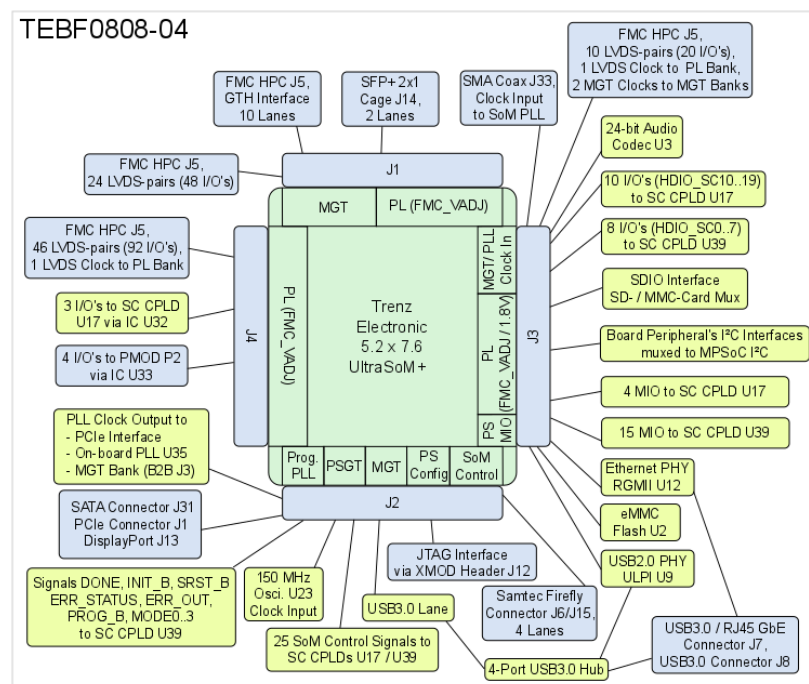 TEBF0808-04
FMC HPC J5,
GTH Interface
10 Lanes
SFP+ 2x1
Cage J14,
2 Lanes
SMA Coax J33,
Clock Input
to SoM PLL
FMC HPC J5,
10 LVDS-pairs (20 I/O's),
1 LVDS Clock to PL Bank,
2 MGT Clocks to MGT Banks
24-bit Audio
Codec U3
FMC HPC J5,
24 LVDS-pairs (48 I/O's)
J1
10 I/O's (HDIO_SC10..19)
to SC CPLD U17
MGT
PL (FMC_VADJ)
FMC HPC J5,
46 LVDS-pairs (92 I/O's),
1 LVDS Clock to PL Bank
8 I/O's (HDIO_SC0..7)
to SC CPLD U39
MGT/ PLL
Clock In
SDIO Interface
SD- / MMC-Card Mux
3 I/O's to SC CPLD
U17 via IC U32
J4
PL (FMC_VADJ)
Trenz
Electronic
5.2 x 7.6
UltraSoM+
PL
(FMC_VADJ / 1.8V)
J3
Board Peripheral's I²C Interfaces
muxed to MPSoC I²C
4 I/O's to PMOD P2
via IC U33
4 MIO to SC CPLD U17
PS
MIO
15 MIO to SC CPLD U39
PLL Clock Output to
- PCIe Interface
- On-board PLL U35
- MGT Bank (B2B J3)
Prog.
PLL
PSGT
MGT
PS
Config
SoM
Control
Ethernet PHY
RGMII U12
J2
SATA Connector J31
PCIe Connector J1
DisplayPort J13
eMMC
Flash U2
JTAG Interface
via XMOD Header J12
USB2.0 PHY
ULPI U9
Signals DONE, INIT_B, SRST_B
ERR_STATUS, ERR_OUT,
PROG_B, MODE0..3
to SC CPLD U39
150 MHz
Osci. U23
Clock Input
USB3.0 Lane
Samtec Firefly
Connector J6/J15,
4 Lanes
25 SoM Control Signals to
SC CPLDs U17 / U39
4-Port USB3.0 Hub
USB3.0 / RJ45 GbE
Connector J7,
USB3.0 Connector J8